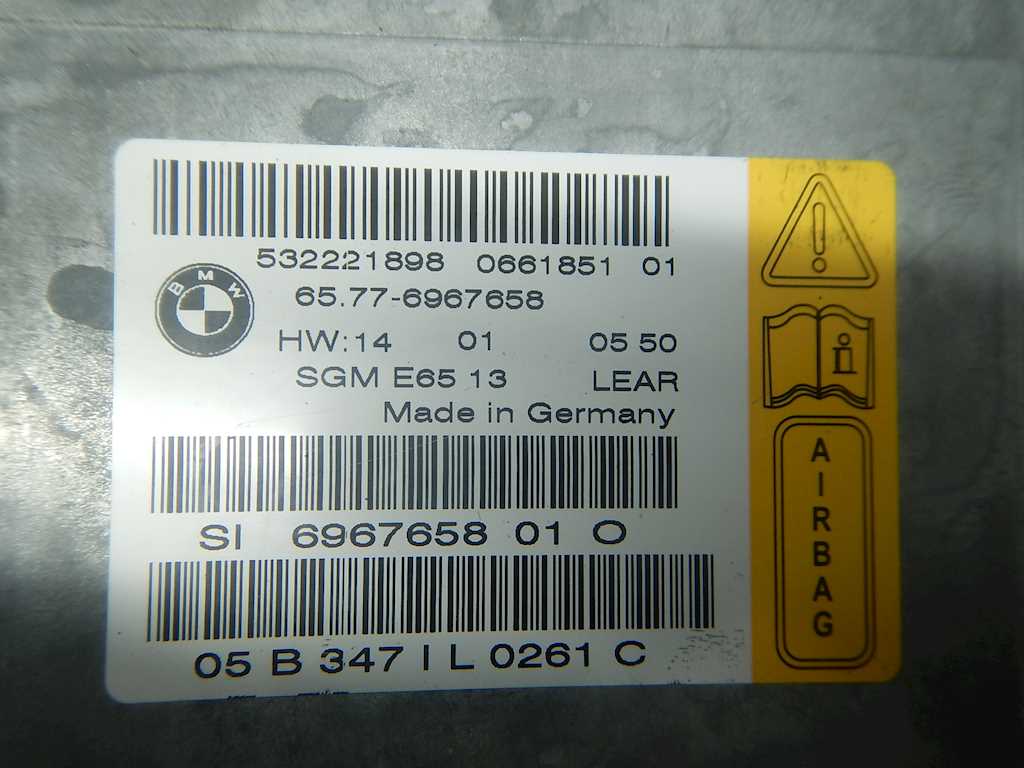 532221898 0661851 01
BMW
65.77-6967658
HW:14 01 05 50
SGM E65 13 LEAR
Made in Germany
SI 6967658 01 O
05 B 347 I L 0261 C
i
AIRBAG